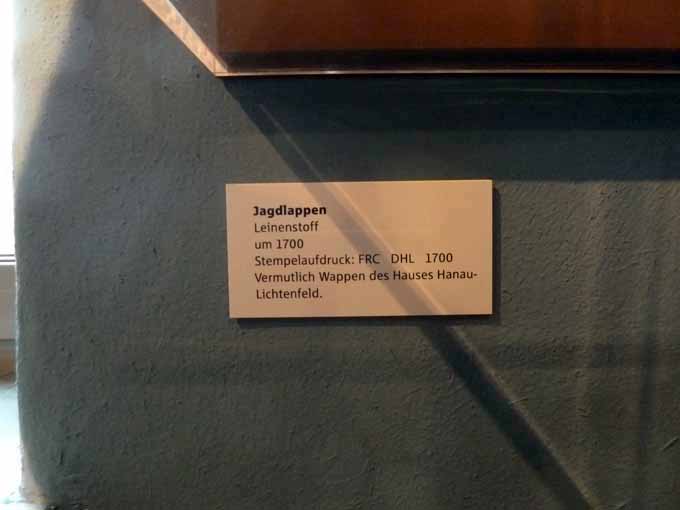 Jagdlappen
Leinenstoff
um 1700
Stempelaufdruck: FRC DHL 1700
Vermutlich Wappen des Hauses Hanau-
Lichtenfeld.